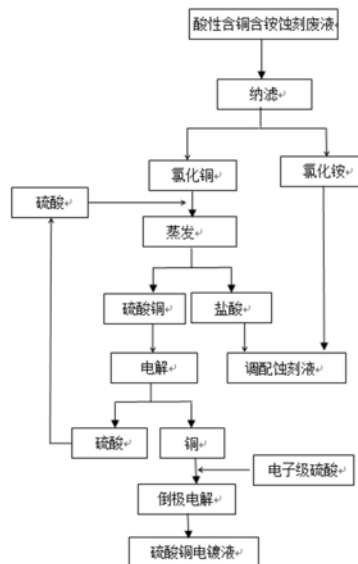 酸性含铜含铵蚀刻废液
纳滤
氯化铜
氯化铵
硫酸
蒸发
硫酸铜
盐酸
电解
调配蚀刻液
硫酸
铜
电子级硫酸
倒极电解
硫酸铜电镀液